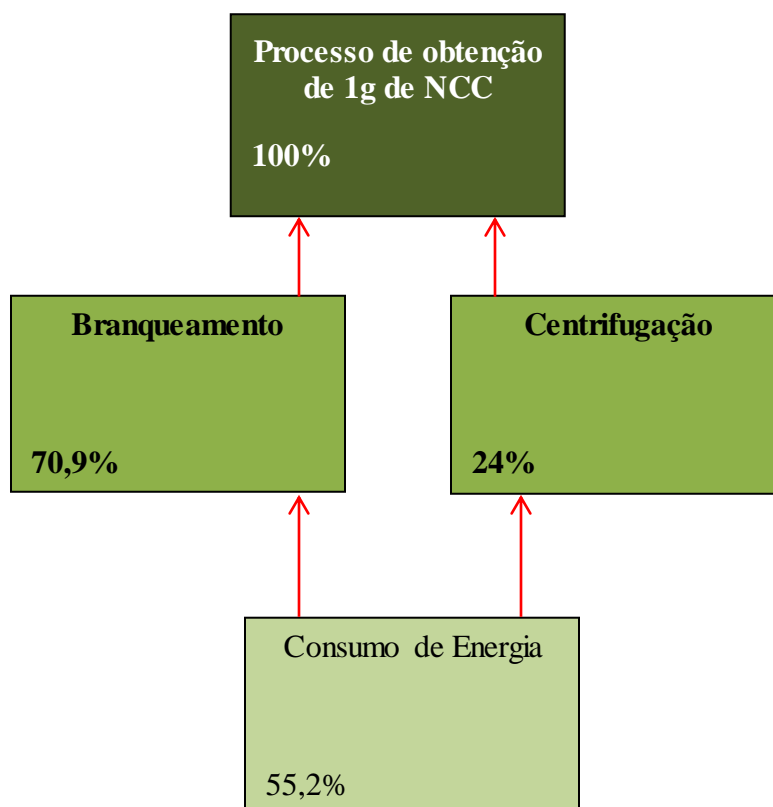 Processo de obtenção
de 1g de NCC
100%
Branqueamento
70,9%
Centrifugação
24%
Consumo de Energia
55,2%